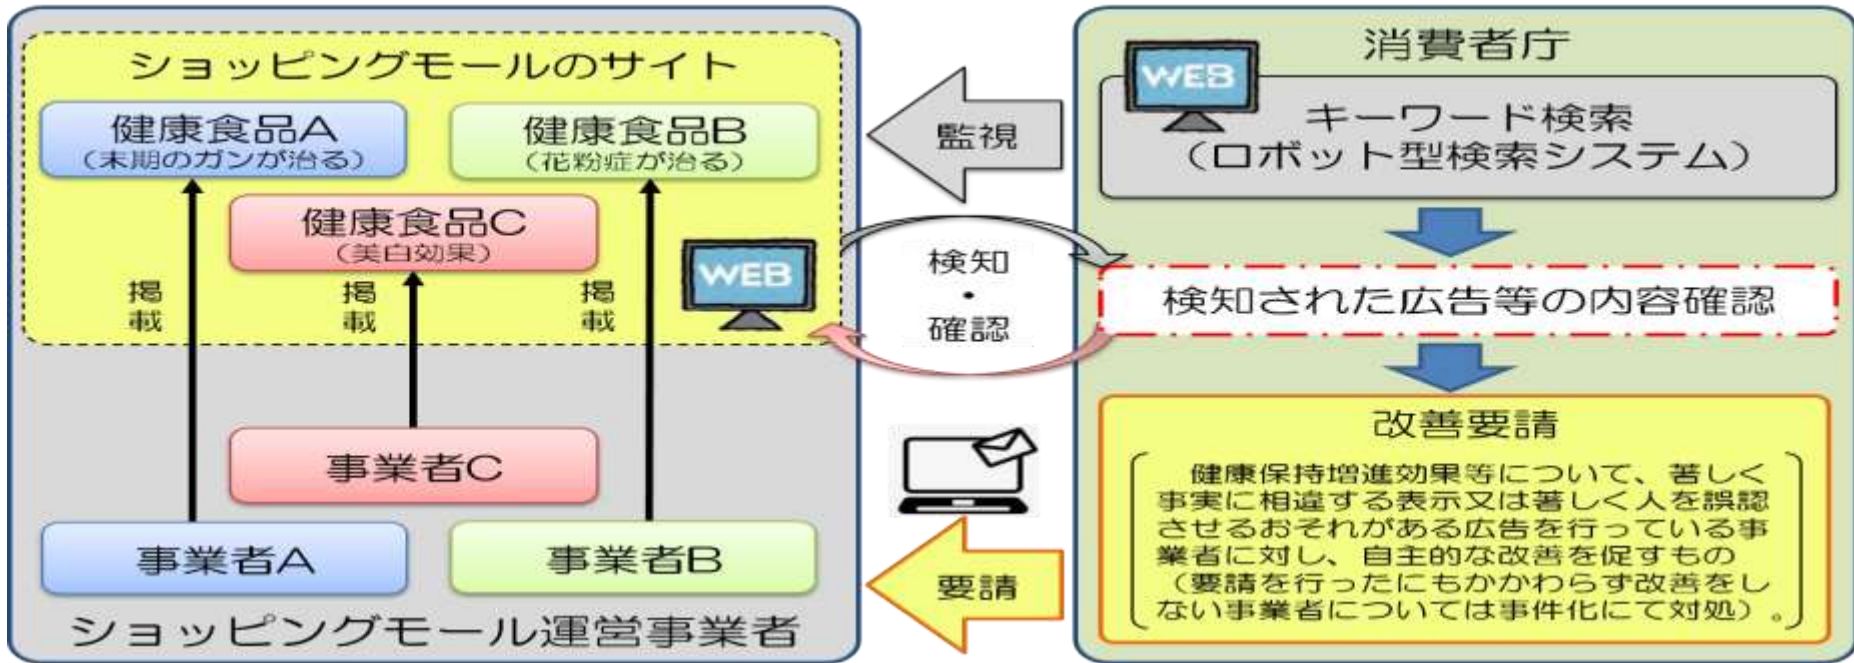 ショッピングモールのサイト
健康食品A
（末期のガンが治る）
健康食品B
（花粉症が治る）
健康食品C
（美白効果）
WEB
掲載
掲載
掲載
事業者C
事業者A
事業者B
ショッピングモール運営事業者
監視
検知
・
確認
要請
消費者庁
WEB
キーワード検索
（ロボット型検索システム）
検知された広告等の内容確認
改善要請
健康保持増進効果等について、著しく
事実に相違する表示又は著しく人を誤認
させるおそれがある広告を行っている事
業者に対し、自主的な改善を促すもの
（要請を行ったにもかかわらず改善をし
ない事業者については事件化にて対処）。